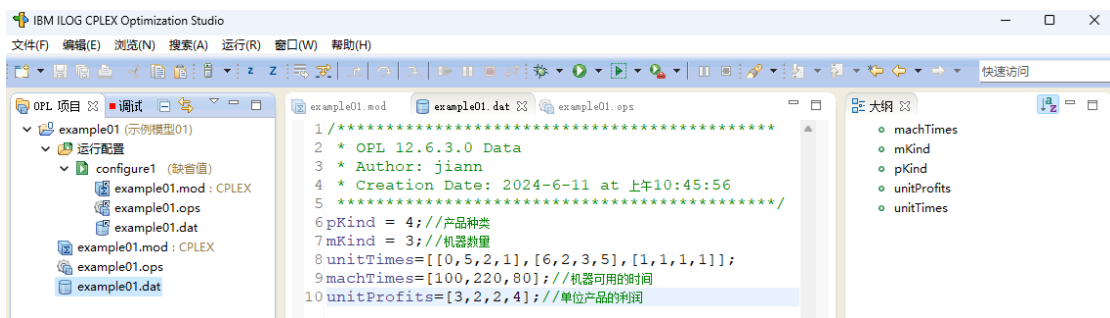 IBM ILOG CPLEX Optimization Studio
文件(F) 编辑(E) 浏览(N) 搜索(A) 运行(R) 窗口(W) 帮助(H)
快速访问
OPL 项目 调试
example01 (示例模型01)
运行配置
configure1 (缺省值)
example01.mod : CPLEX
example01.ops
example01.dat
example01.mod : CPLEX
example01.ops
example01.dat
example01.mod example01.dat example01.ops
1 /*********************************************
2 * OPL 12.6.3.0 Data
3 * Author: jiann
4 * Creation Date: 2024-6-11 at 上午10:45:56
5 *********************************************/
6 pKind = 4;//产品种类
7 mKind = 3;//机器数量
8 unitTimes=[[0,5,2,1],[6,2,3,5],[1,1,1,1]];
9 machTimes=[100,220,80];//机器可用的时间
10 unitProfits=[3,2,2,4];//单位产品的利润
大纲
machTimes
mKind
pKind
unitProfits
unitTimes